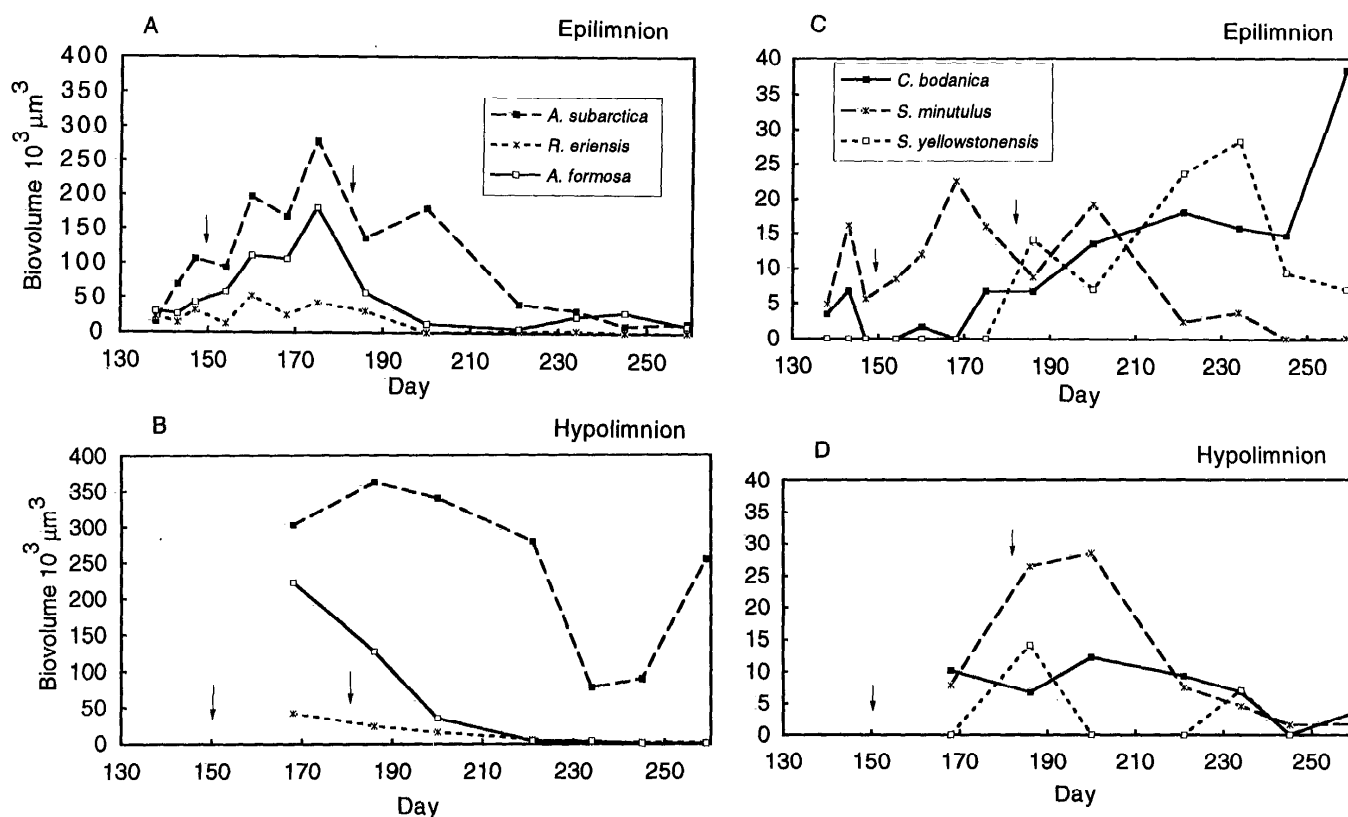 A
Epilimnion
400
350
300
250
200
150
100
50
0
Biovolume 10³ µm³
A. subarctica
R. eriensis
A. formosa
130 150 170 190 210 230 250
Day
C
Epilimnion
40
35
30
25
20
15
10
5
0
C. bodanica
S. minutulus
S. yellowstonensis
130 150 170 190 210 230 250
Day
B
Hypolimnion
400
350
300
250
200
150
100
50
0
Biovolume 10³ µm³
130 150 170 190 210 230 250
Day
D
Hypolimnion
40
35
30
25
20
15
10
5
0
130 150 170 190 210 230 250
Day